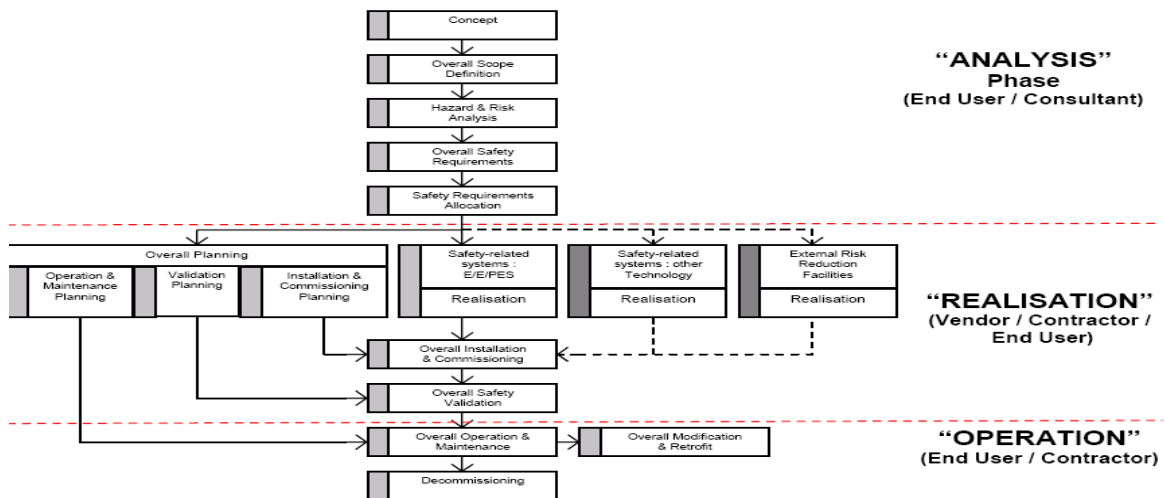 Concept
Overall Scope
Definition
Hazard & Risk
Analysis
Overall Safety
Requirements
Safety Requirements
Allocation
“ANALYSIS”
Phase
(End User / Consultant)
Overall Planning
Operation &
Maintenance
Planning
Validation
Planning
Installation &
Commissioning
Planning
Safety-related
systems :
E/E/PES
Realisation
Safety-related
systems : other
Technology
Realisation
External Risk
Reduction
Facilities
Realisation
“REALISATION”
(Vendor / Contractor /
End User)
Overall Installation
& Commissioning
Overall Safety
Validation
Overall Operation &
Maintenance
Overall Modification
& Retrofit
Decommissioning
“OPERATION”
(End User / Contractor)